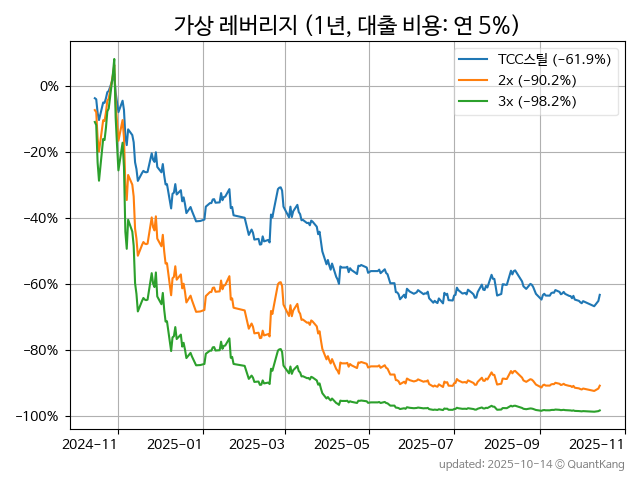 가상 레버리지 (1년, 대출 비용: 연 5%)
TCC스틸 (−61.9%)
2x (−90.2%)
3x (−98.2%)
0%
−20%
−40%
−60%
−80%
−100%
2024-11 2025-01 2025-03 2025-05 2025-07 2025-09 2025-11
updated: 2025-10-14 © QuantKang